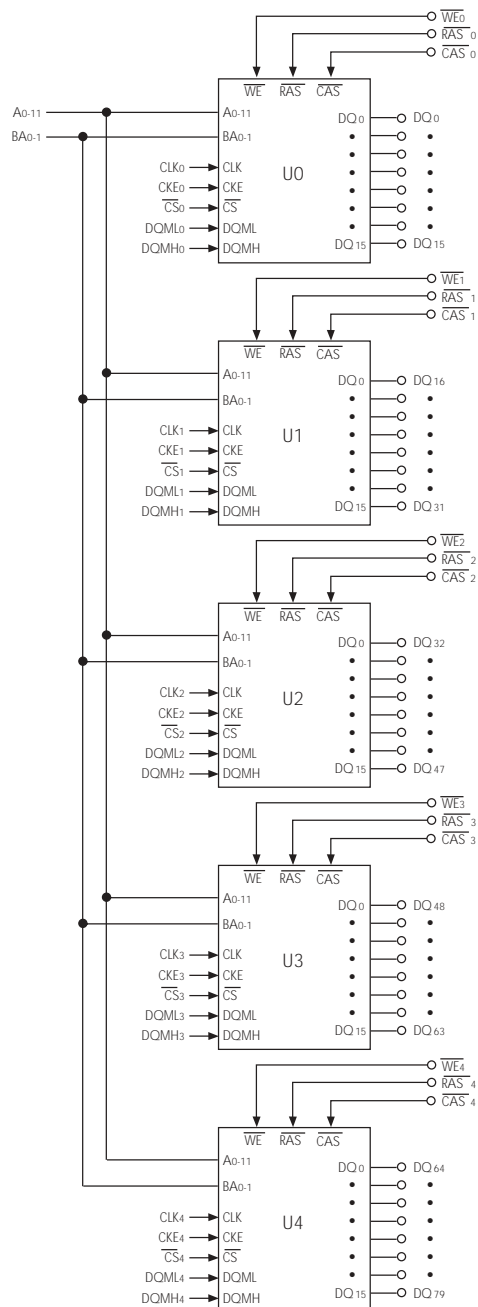 WE0
RAS 0
CAS 0
WE RAS CAS
A0-11 A0-11 DQ0 DQ0
BA0-1 BA0-1
CLK0 CLK
U0
CKE0 CKE
CS0 CS
DQML0 DQML
DQMH0 DQMH DQ15 DQ15
WE1
RAS 1
CAS 1
WE RAS CAS
A0-11 DQ0 DQ16
BA0-1
CLK1 CLK
U1
CKE1 CKE
CS1 CS
DQML1 DQML
DQMH1 DQMH DQ15 DQ31
WE2
RAS 2
CAS 2
WE RAS CAS
A0-11 DQ0 DQ32
BA0-1
CLK2 CLK
U2
CKE2 CKE
CS2 CS
DQML2 DQML
DQMH2 DQMH DQ15 DQ47
WE3
RAS 3
CAS 3
WE RAS CAS
A0-11 DQ0 DQ48
BA0-1
CLK3 CLK
U3
CKE3 CKE
CS3 CS
DQML3 DQML
DQMH3 DQMH DQ15 DQ63
WE4
RAS 4
CAS 4
WE RAS CAS
A0-11 DQ0 DQ64
BA0-1
CLK4 CLK
U4
CKE4 CKE
CS4 CS
DQML4 DQML
DQMH4 DQMH DQ15 DQ79